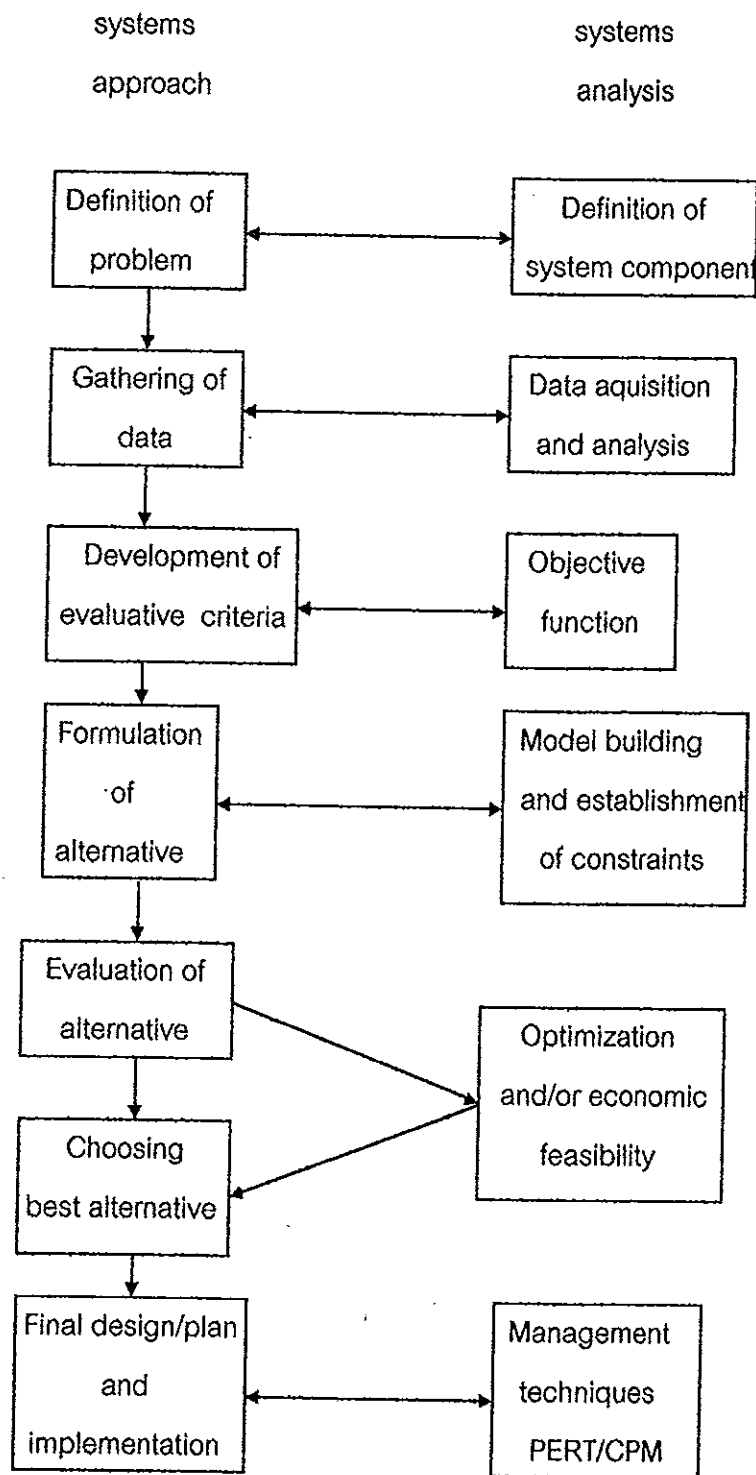 systems
approach
systems
analysis
Definition of
problem
Definition of
system component
Gathering of
data
Data aquisition
and analysis
Development of
evaluative criteria
Objective
function
Formulation
of
alternative
Model building
and establishment
of constraints
Evaluation of
alternative
Optimization
and/or economic
feasibility
Choosing
best alternative
Final design/plan
and
implementation
Management
techniques
PERT/CPM